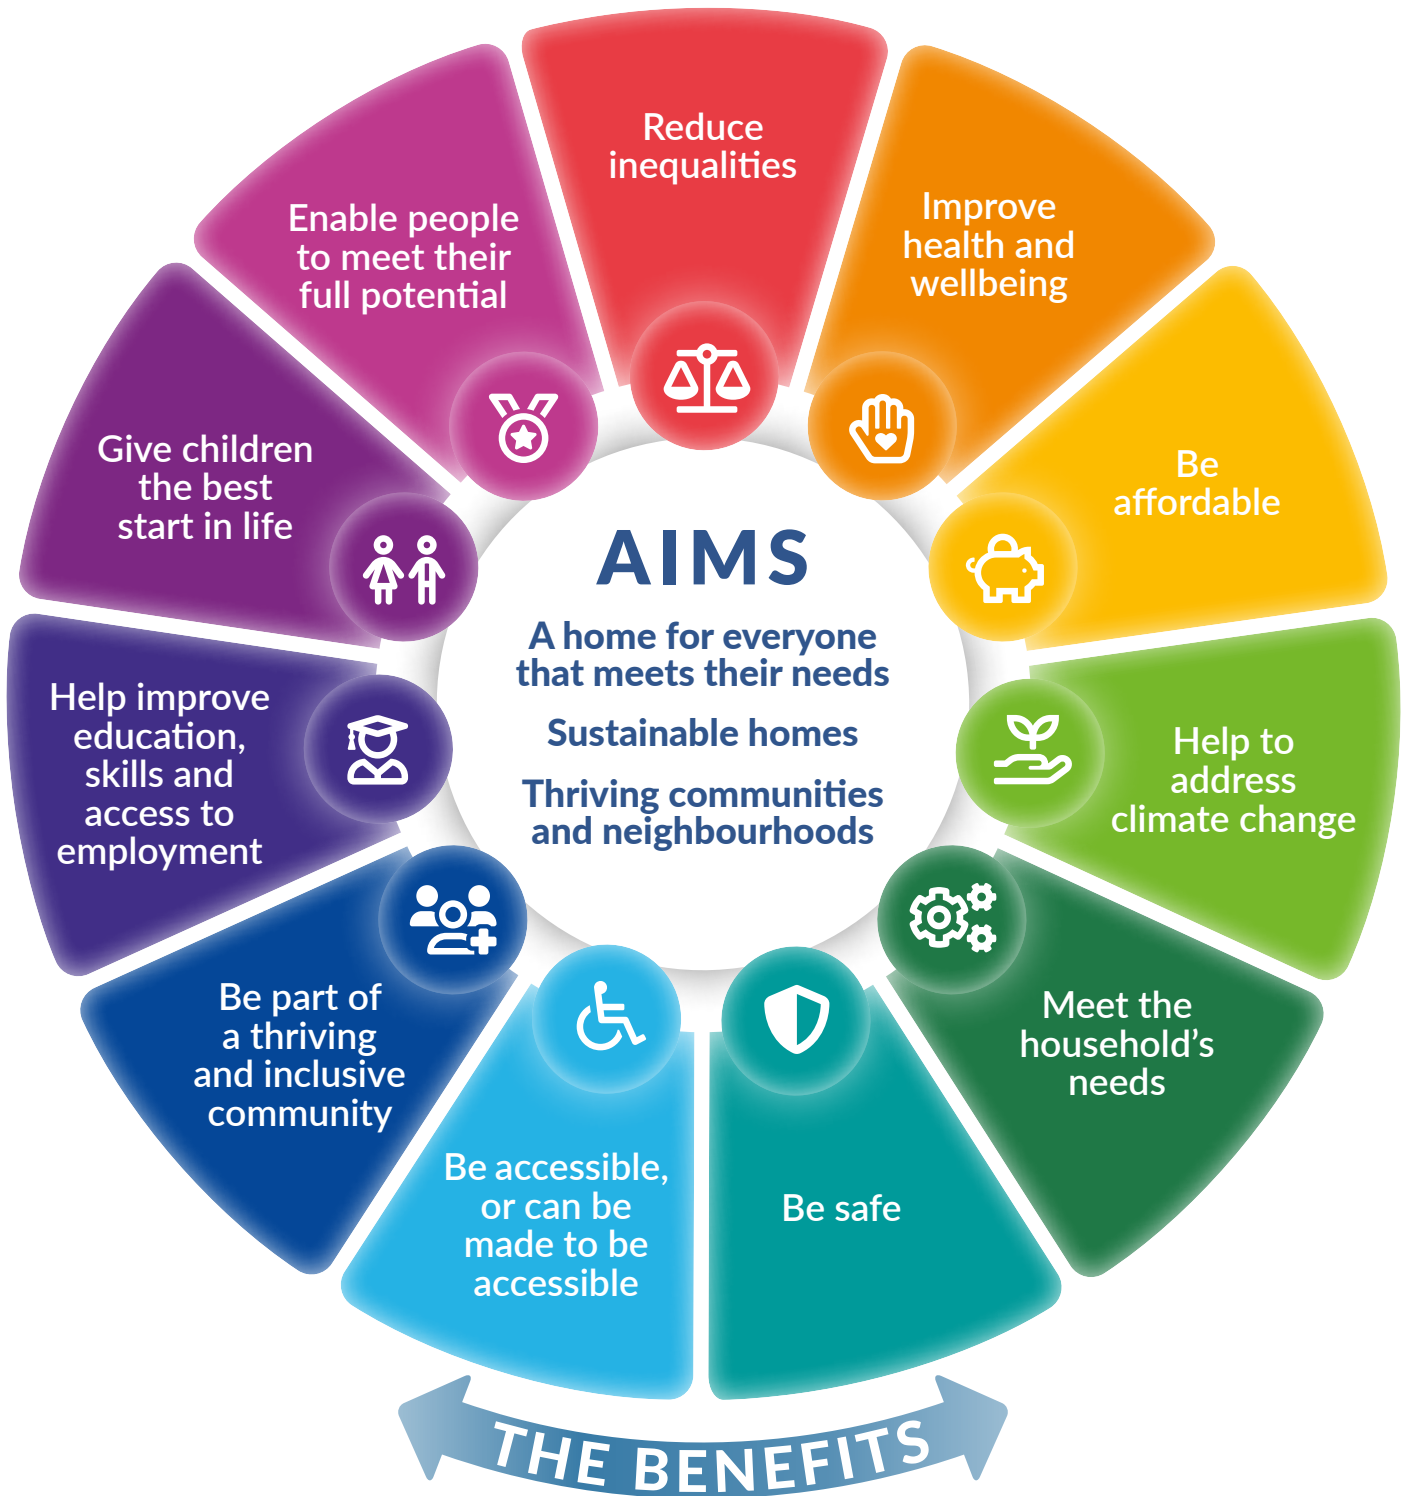 Reduce
inequalities
Improve
health and
wellbeing
Be
affordable
Help to
address
climate change
Meet the
household’s
needs
Be safe
Be accessible,
or can be
made to be
accessible
Be part of
a thriving
and inclusive
community
Help improve
education,
skills and
access to
employment
Give children
the best
start in life
Enable people
to meet their
full potential
AIMS
A home for everyone
that meets their needs
Sustainable homes
Thriving communities
and neighbourhoods
THE BENEFITS